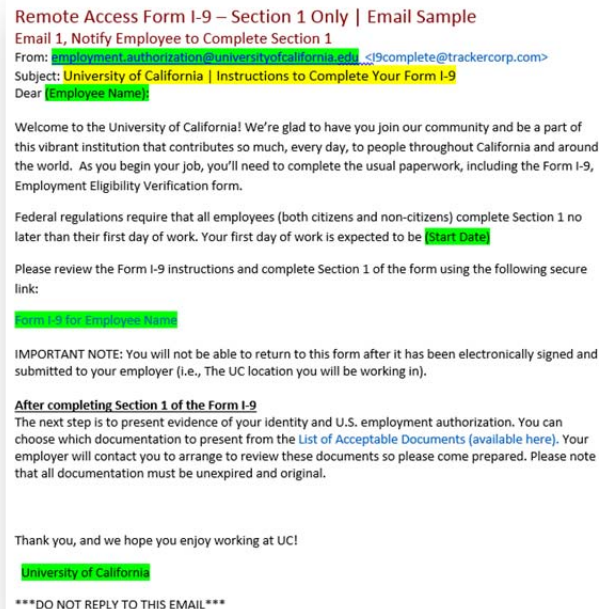 Remote Access Form I-9 – Section 1 Only | Email Sample
Email 1, Notify Employee to Complete Section 1
From: employment.authorization@universityofcalifornia.edu <I9complete@trackercorp.com>
Subject: University of California | Instructions to Complete Your Form I-9
Dear (Employee Name):
Welcome to the University of California! We're glad to have you join our community and be a part of
this vibrant institution that contributes so much, every day, to people throughout California and around
the world. As you begin your job, you'll need to complete the usual paperwork, including the Form I-9,
Employment Eligibility Verification form.
Federal regulations require that all employees (both citizens and non-citizens) complete Section 1 no
later than their first day of work. Your first day of work is expected to be (Start Date)
Please review the Form I-9 instructions and complete Section 1 of the form using the following secure
link:
Form I-9 for Employee Name
IMPORTANT NOTE: You will not be able to return to this form after it has been electronically signed and
submitted to your employer (i.e., The UC location you will be working in).
After completing Section 1 of the Form I-9
The next step is to present evidence of your identity and U.S. employment authorization. You can
choose which documentation to present from the List of Acceptable Documents (available here). Your
employer will contact you to arrange to review these documents so please come prepared. Please note
that all documentation must be unexpired and original.
Thank you, and we hope you enjoy working at UC!
University of California
***DO NOT REPLY TO THIS EMAIL***